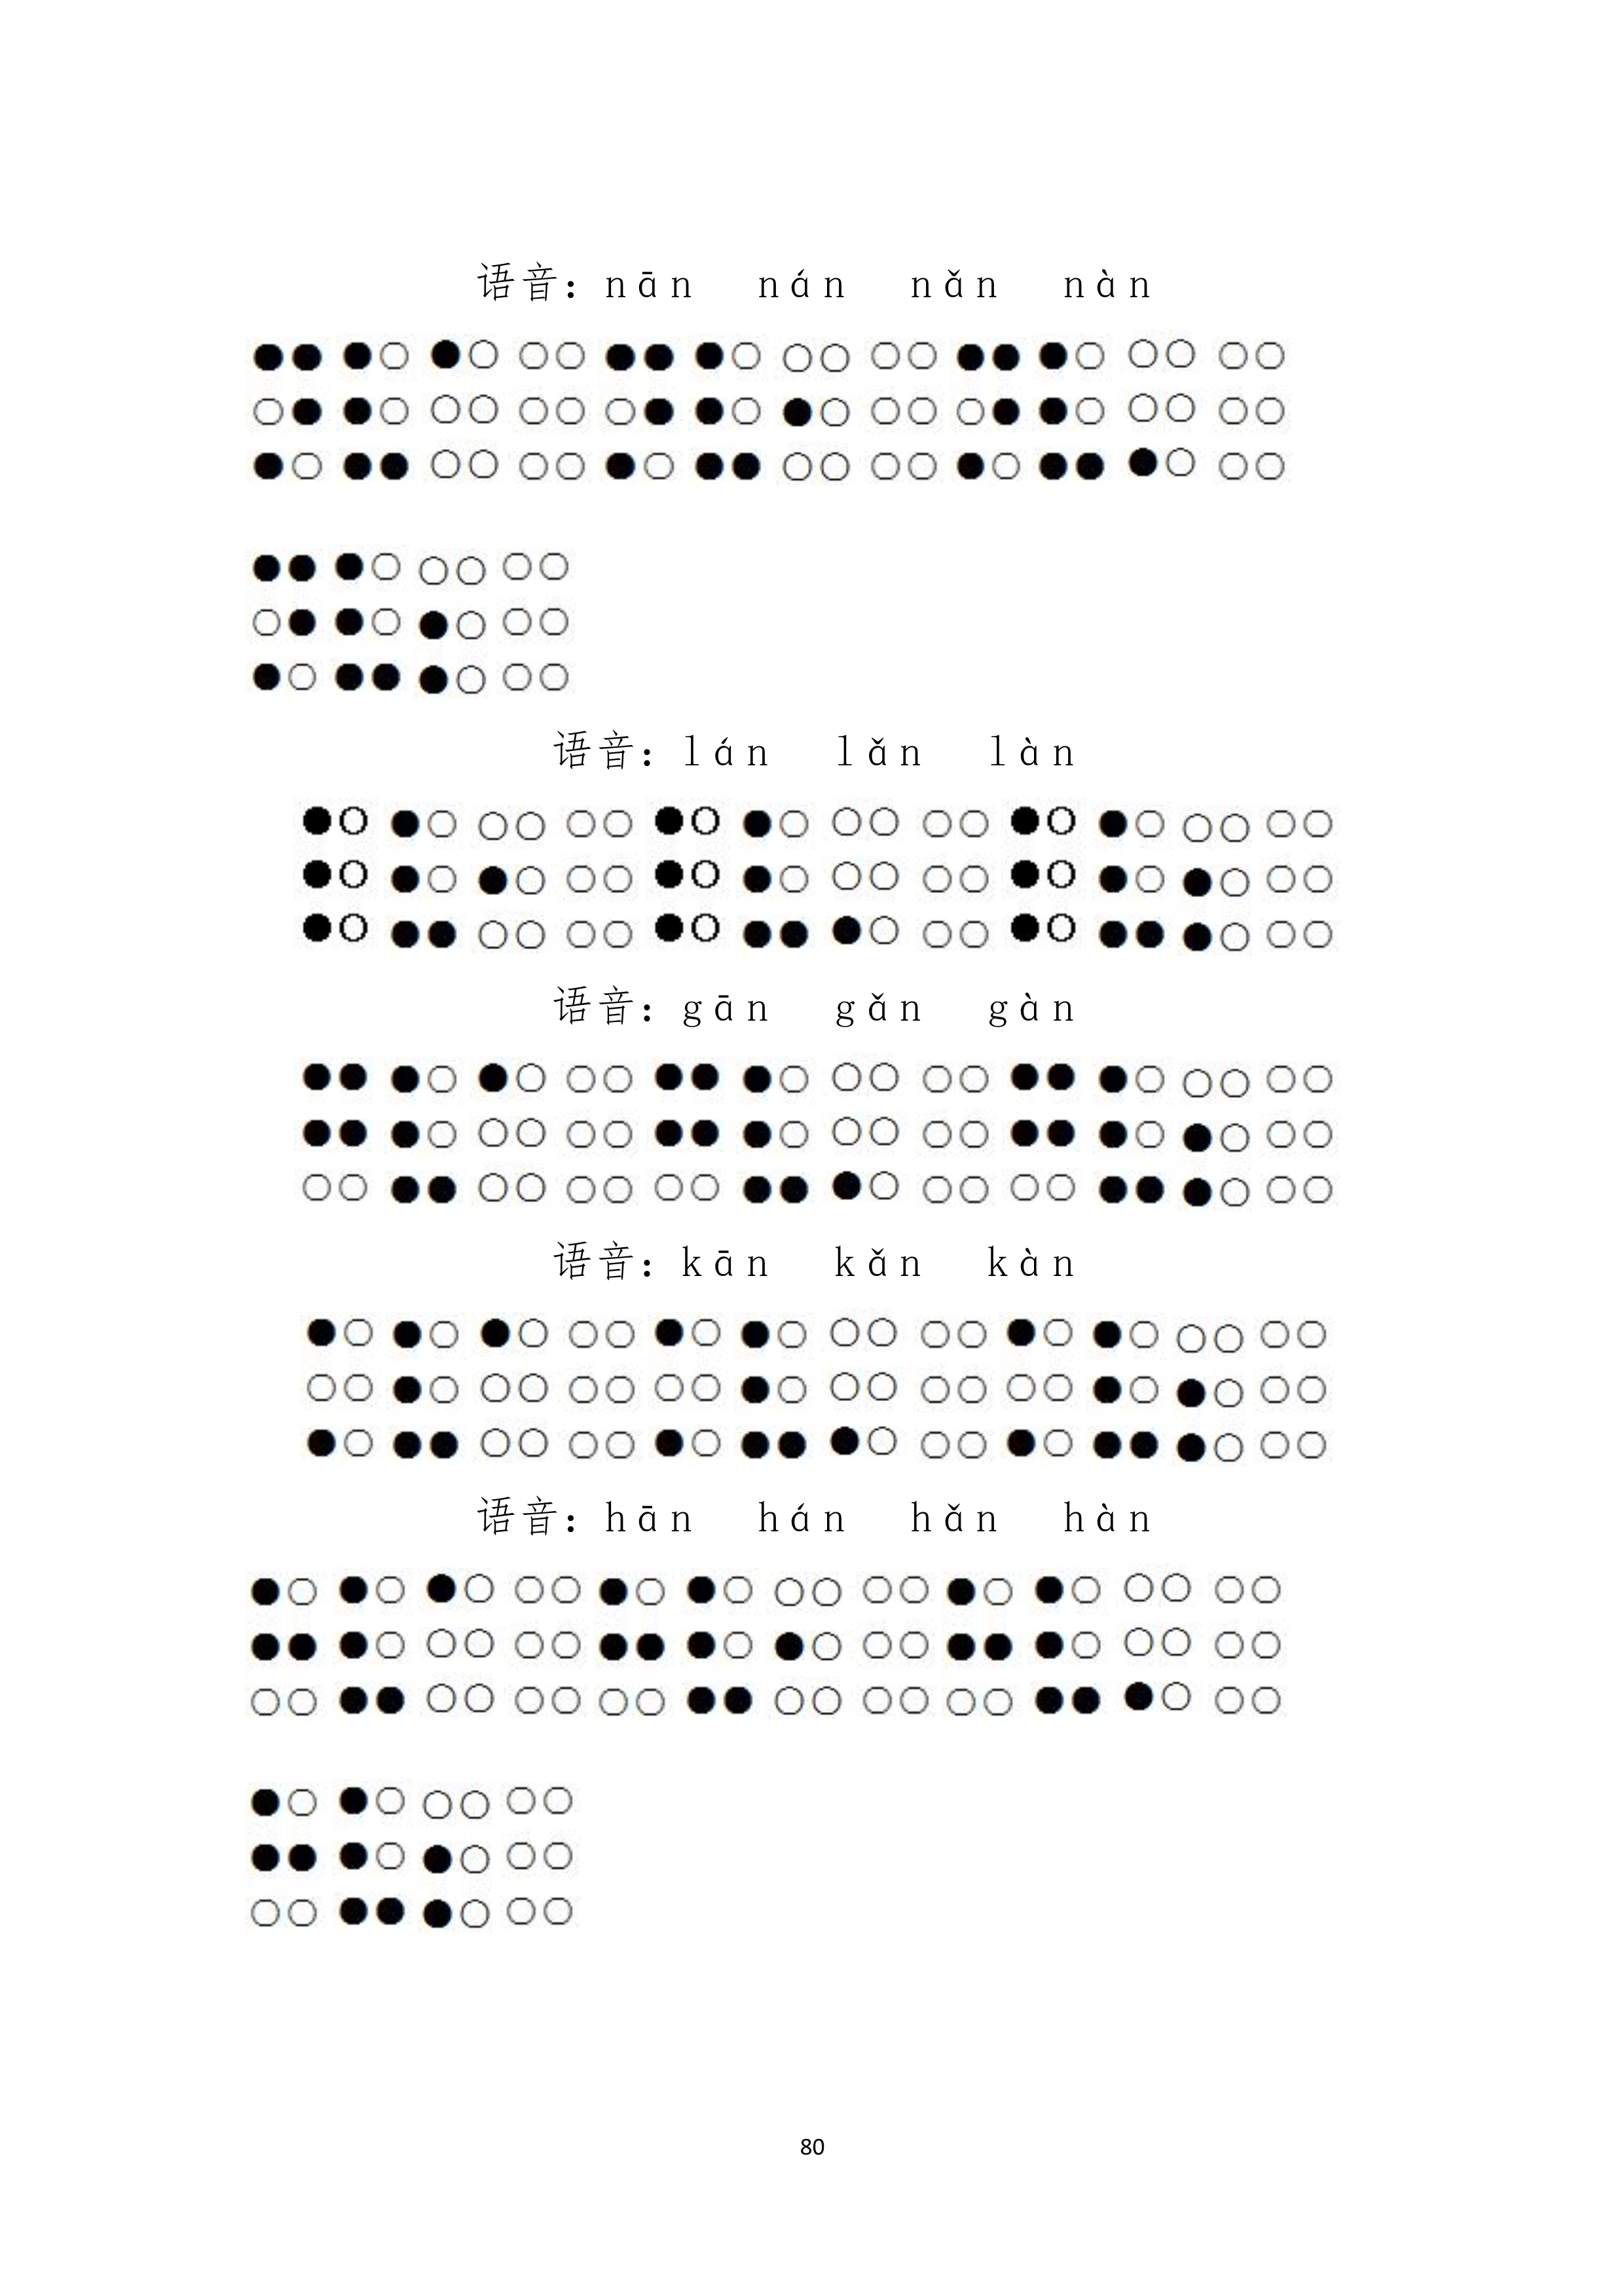 语音：nān nán nǎn nàn
⠝⠧⠁⠀⠝⠧⠂⠀⠝⠧⠄⠀
⠝⠧⠆⠀
语音：lán lǎn làn
⠇⠧⠂⠀⠇⠧⠄⠀⠇⠧⠆⠀
语音：gān gǎn gàn
⠛⠧⠁⠀⠛⠧⠄⠀⠛⠧⠆⠀
语音：kān kǎn kàn
⠅⠧⠁⠀⠅⠧⠄⠀⠅⠧⠆⠀
语音：hān hán hǎn hàn
⠓⠧⠁⠀⠓⠧⠂⠀⠓⠧⠄⠀
⠓⠧⠆⠀
80